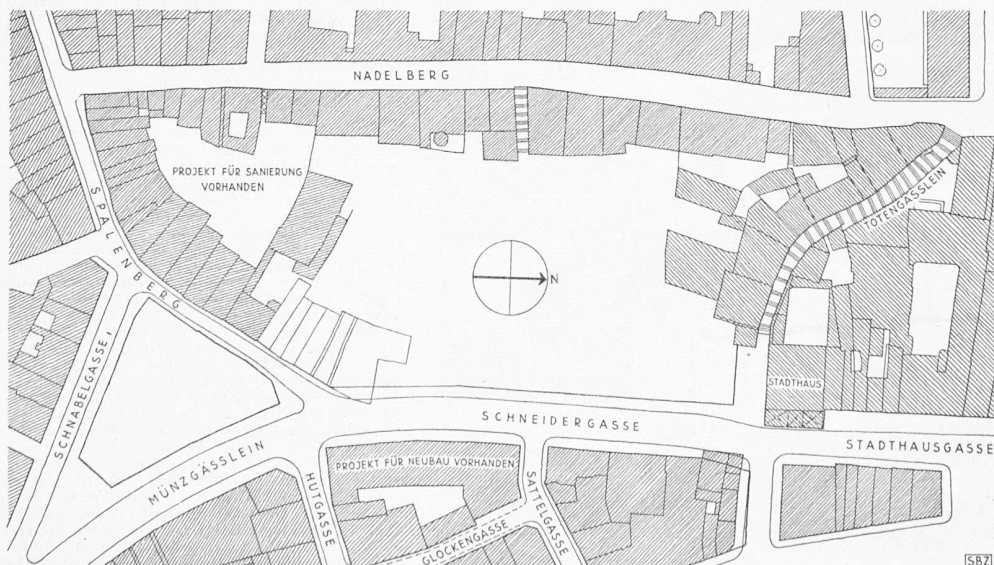 NADELBERG
PROJEKT FÜR SANIERUNG
VORHANDEN
TOTENGÄSSLEIN
SPALENBERG
N
SCHNABELGASSE
STADTHAUS
SCHNEIDERGASSE
STADTHAUSGASSE
MÜNZGÄSSLEIN
HUTGASSE
PROJEKT FÜR NEUBAU VORHANDEN
SATTELGASSE
GLOCKENGASSE
SBZ